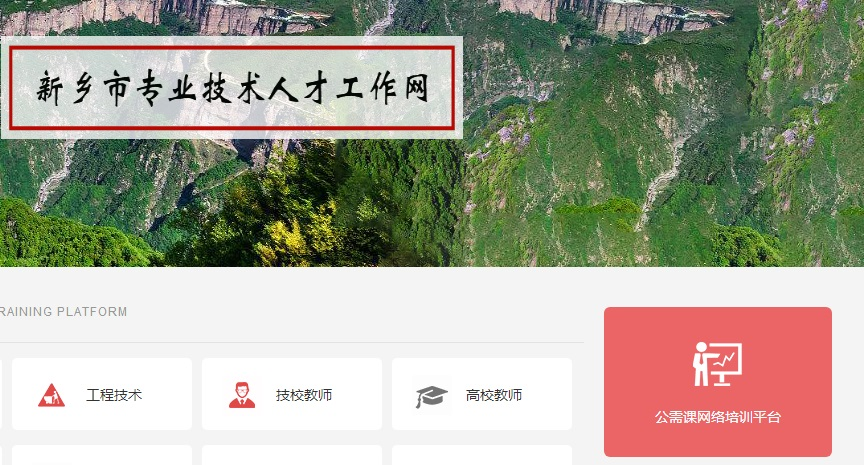 新乡市专业技术人才工作网
RAINING PLATFORM
工程技术
技校教师
高校教师
公需课网络培训平台